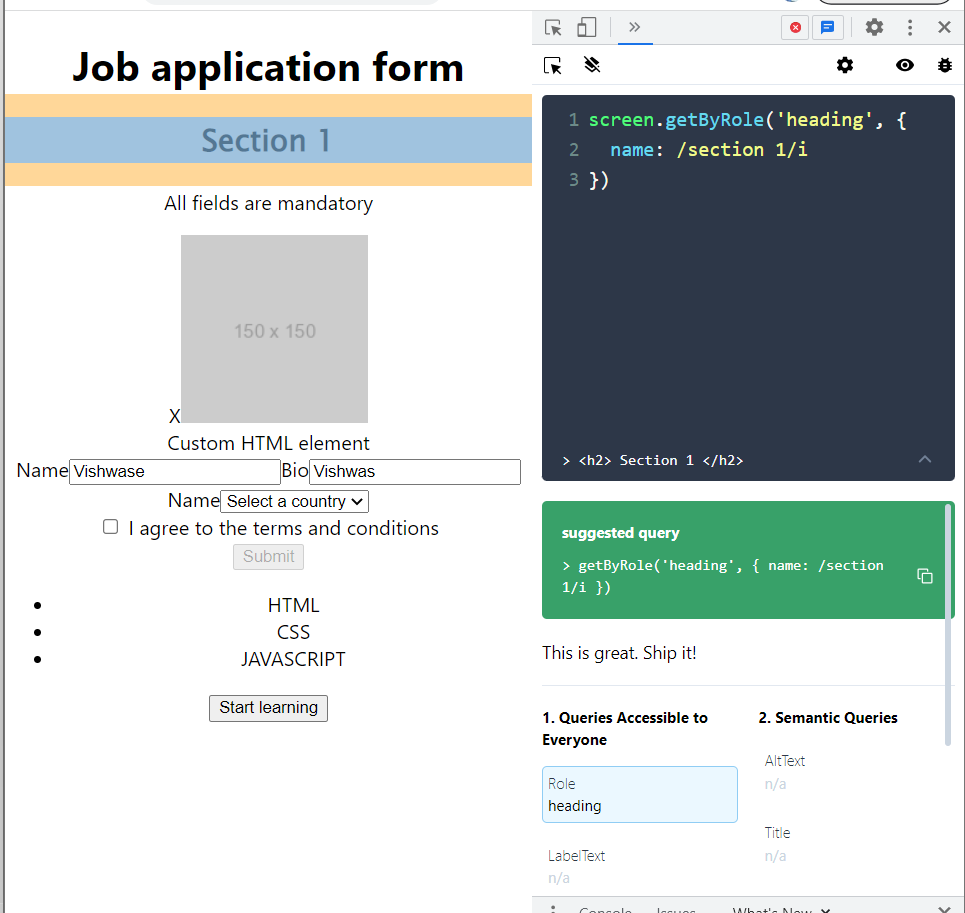 Job application form
Section 1
All fields are mandatory
150 x 150
X
Custom HTML element
Name Vishwase Bio Vishwas
Name Select a country
I agree to the terms and conditions
Submit
HTML
CSS
JAVASCRIPT
Start learning
1 screen.getByRole('heading', {
2 name: /section 1/i
3 })
> <h2> Section 1 </h2>
suggested query
> getByRole('heading', { name: /section
1/i })
This is great. Ship it!
1. Queries Accessible to
Everyone
Role
heading
LabelText
n/a
2. Semantic Queries
AltText
n/a
Title
n/a
Console Issues What's New